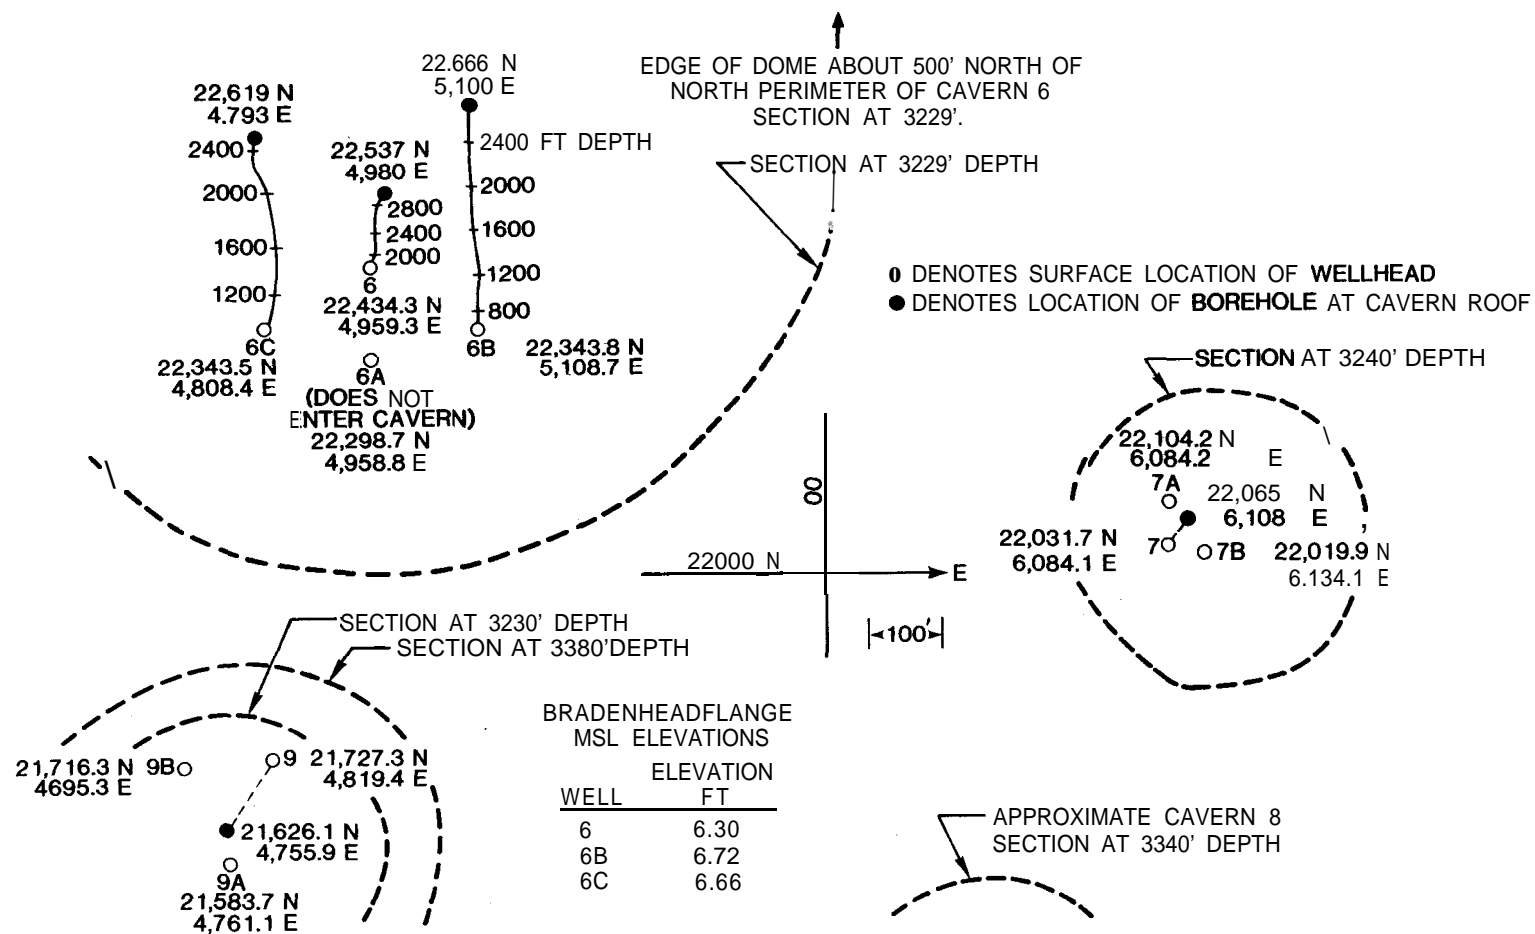 22,619 N
4.793 E
22.666 N
5,100 E
EDGE OF DOME ABOUT 500' NORTH OF
NORTH PERIMETER OF CAVERN 6
SECTION AT 3229'.
2400
2000
1600
1200
6C
22,343.5 N
4,808.4 E
22,537 N
4,980 E
2800
2400
2000
6
22,434.3 N
4,959.3 E
6A
(DOES NOT
ENTER CAVERN)
22,298.7 N
4,958.8 E
2400 FT DEPTH
2000
1600
1200
800
6B
22,343.8 N
5,108.7 E
SECTION AT 3229' DEPTH
0 DENOTES SURFACE LOCATION OF WELLHEAD
● DENOTES LOCATION OF BOREHOLE AT CAVERN ROOF
SECTION AT 3240' DEPTH
22,104.2 N
6,084.2 E
7A
22,065 N
6,108 E
22,031.7 N
6,084.1 E
7
7B
22,019.9 N
6.134.1 E
00
22000 N
E
100'
SECTION AT 3230' DEPTH
SECTION AT 3380' DEPTH
21,716.3 N
4695.3 E
9B
9
21,727.3 N
4,819.4 E
21,626.1 N
4,755.9 E
9A
21,583.7 N
4,761.1 E
BRADENHEADFLANGE
MSL ELEVATIONS
ELEVATION
WELL FT
6 6.30
6B 6.72
6C 6.66
APPROXIMATE CAVERN 8
SECTION AT 3340' DEPTH